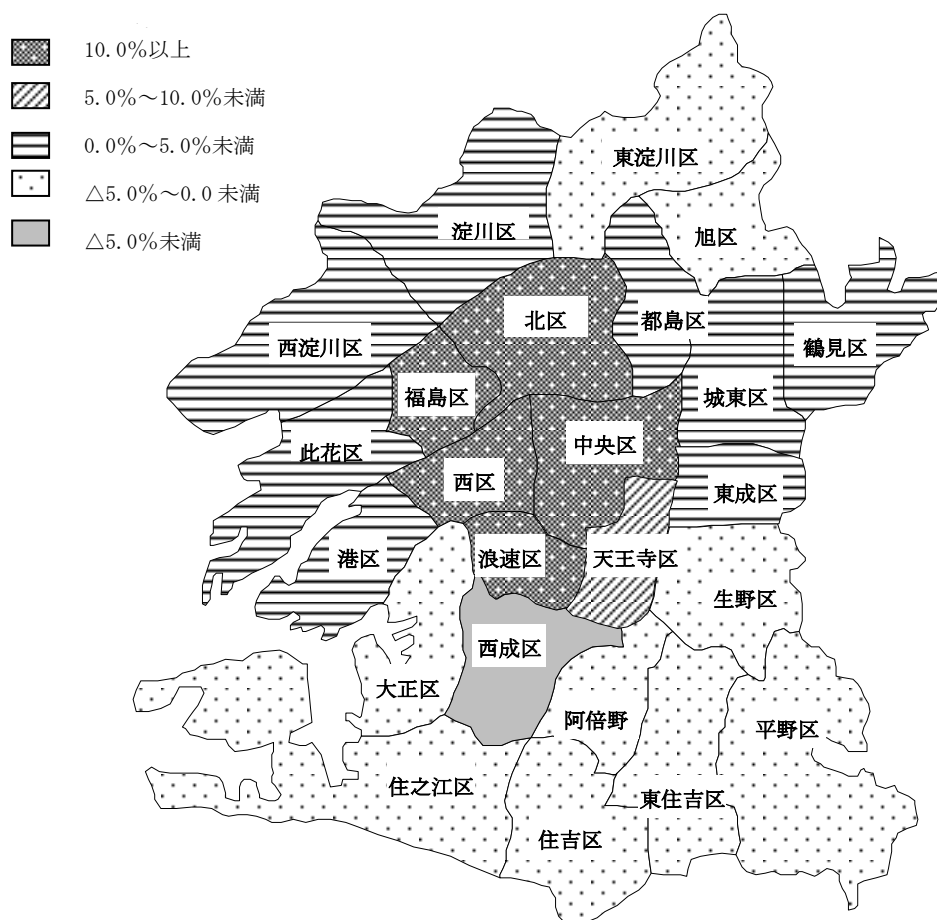 10.0%以上
5.0%～10.0%未満
0.0%～5.0%未満
△5.0%～0.0未満
△5.0%未満
東淀川区
淀川区
旭区
北区
都島区
西淀川区
鶴見区
福島区
城東区
此花区
中央区
西区
東成区
港区
浪速区
天王寺区
生野区
西成区
大正区
阿倍野
平野区
住之江区
東住吉区
住吉区